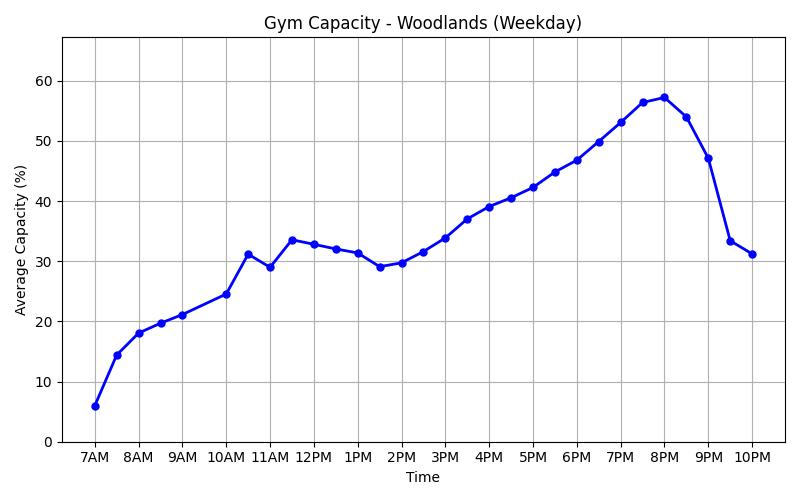 Gym Capacity - Woodlands (Weekday)
Average Capacity (%)
60
50
40
30
20
10
0
7AM 8AM 9AM 10AM 11AM 12PM 1PM 2PM 3PM 4PM 5PM 6PM 7PM 8PM 9PM 10PM
Time